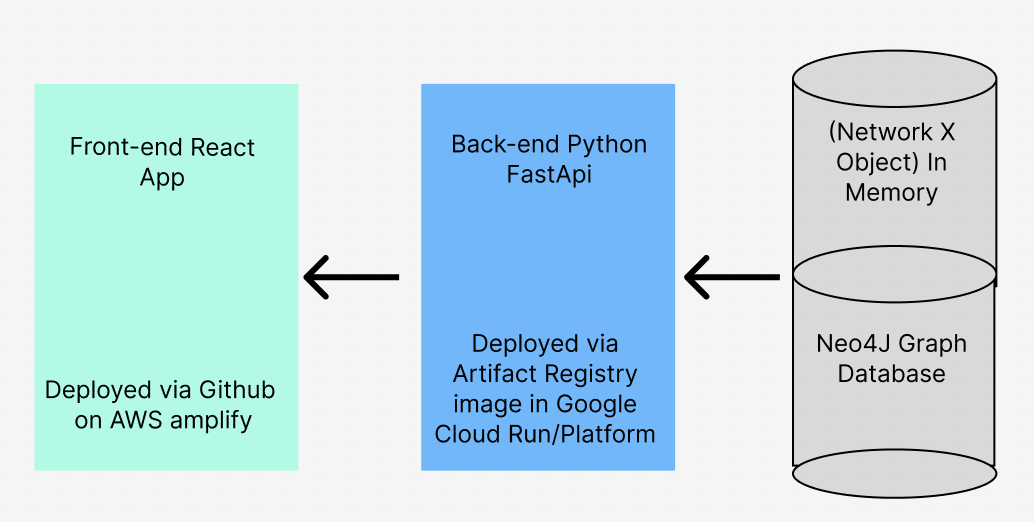 Front-end React
App
Deployed via Github
on AWS amplify
Back-end Python
FastApi
Deployed via
Artifact Registry
image in Google
Cloud Run/Platform
(Network X
Object) In
Memory
Neo4J Graph
Database